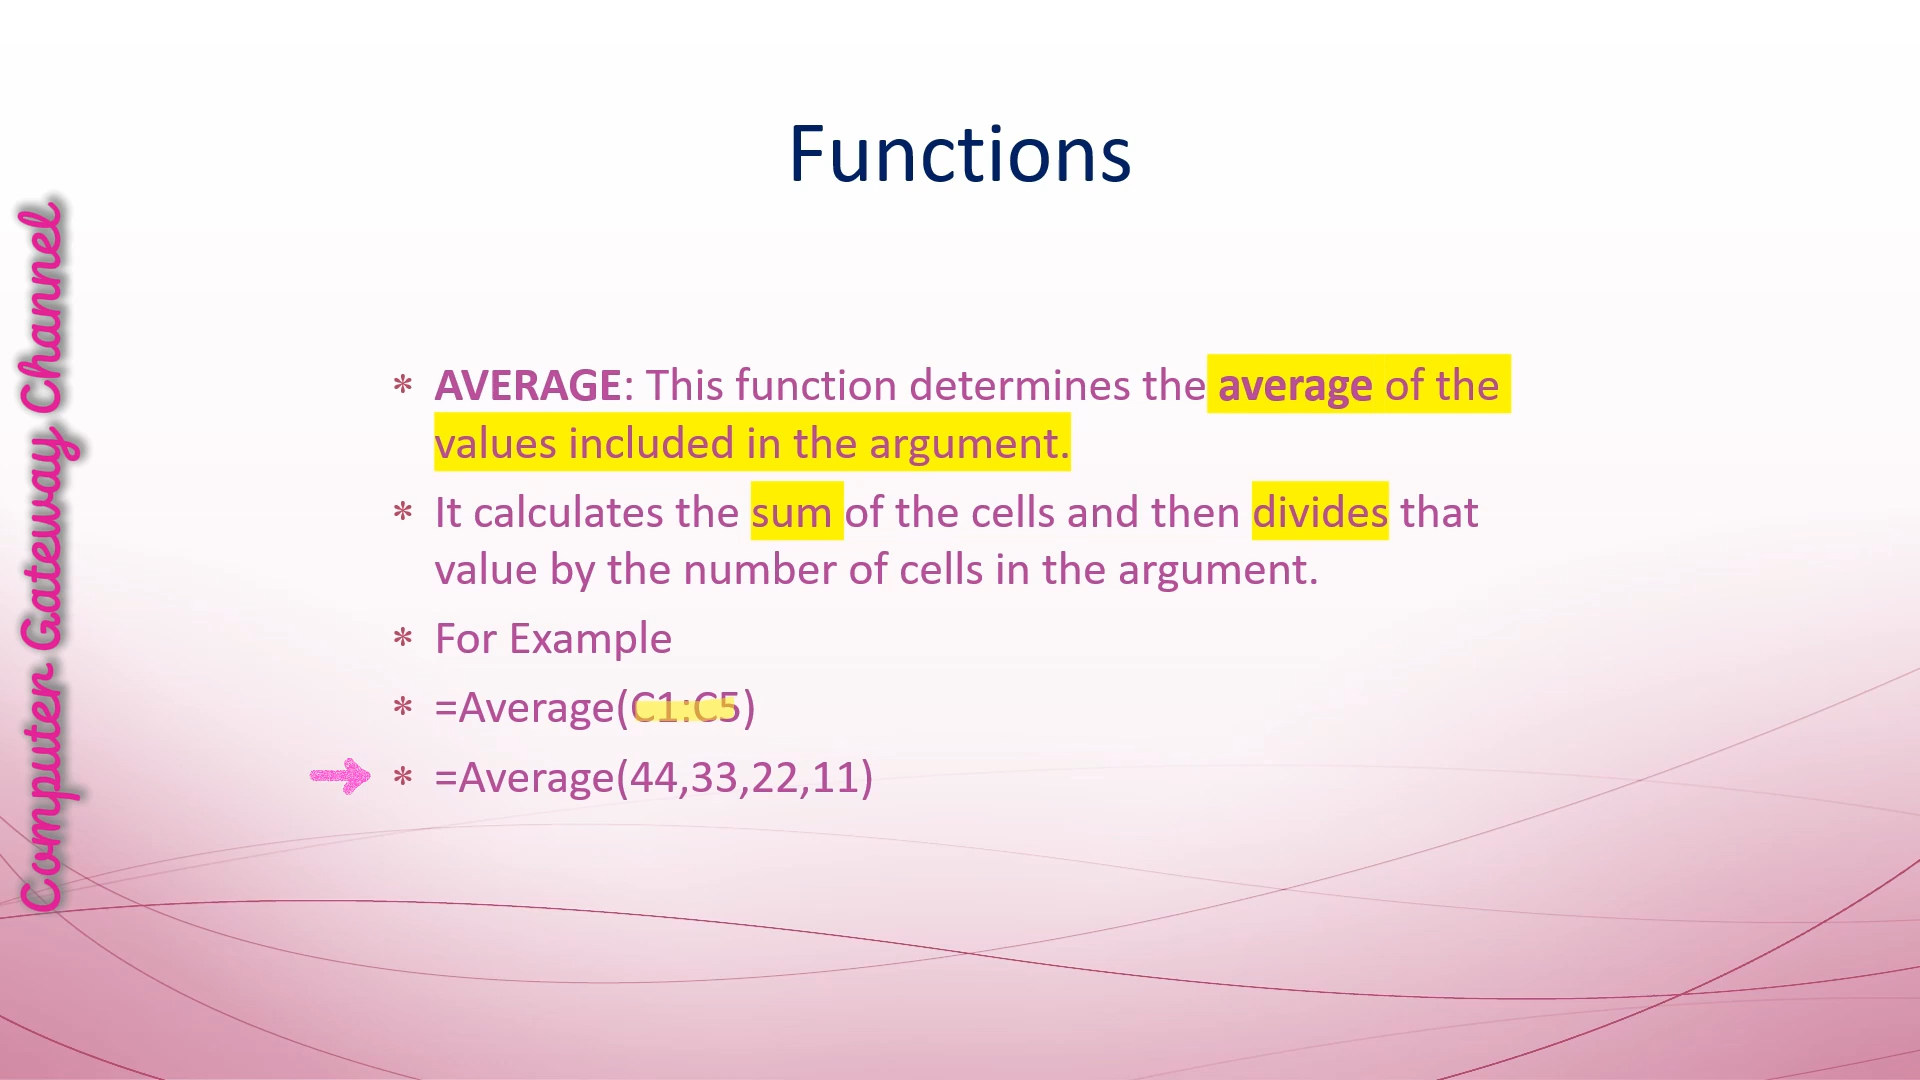 Functions
Computer Gateway Channel
* AVERAGE: This function determines the average of the
values included in the argument.
* It calculates the sum of the cells and then divides that
value by the number of cells in the argument.
* For Example
* =Average(C1:C5)
* =Average(44,33,22,11)